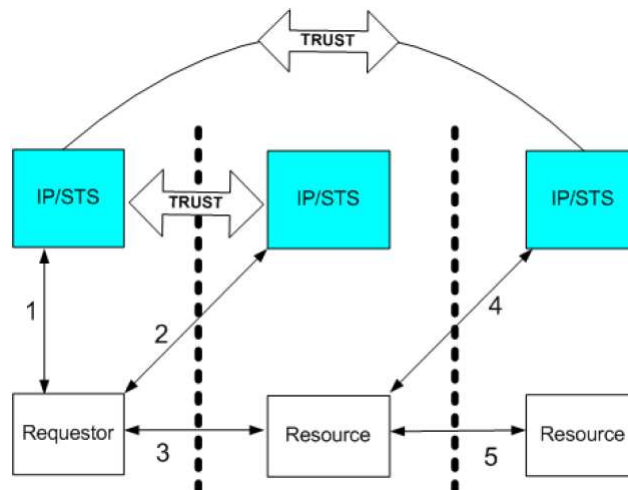 TRUST
IP/STS
TRUST
IP/STS
IP/STS
1
2
4
Requestor
3
Resource
5
Resource